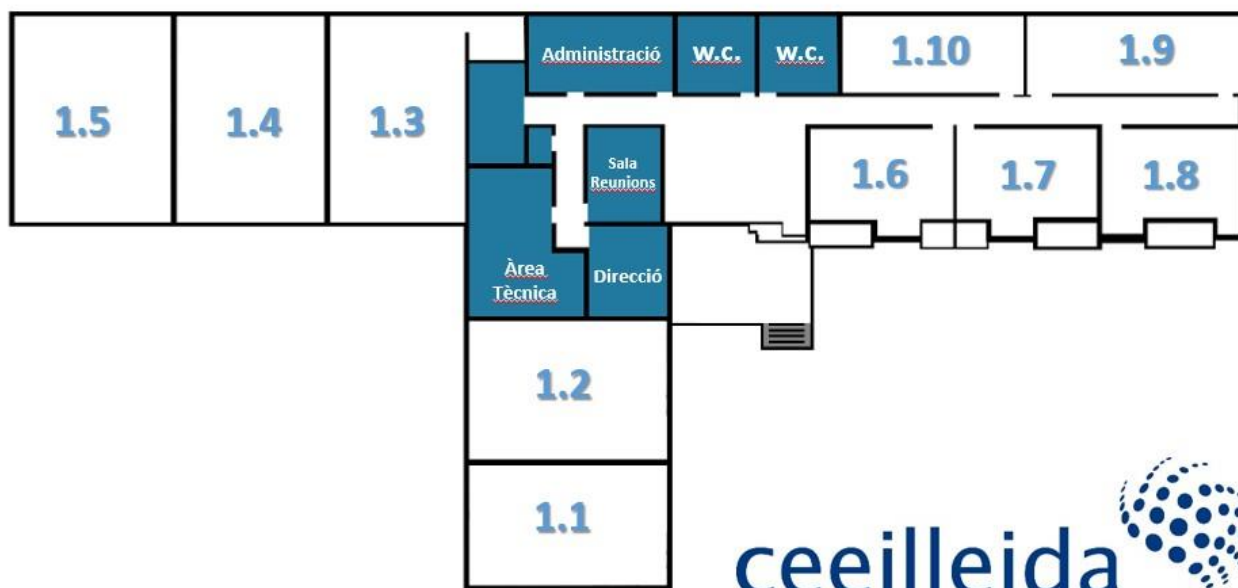 Administració
w.c.
w.c.
1.10
1.9
1.5
1.4
1.3
Sala
Reunions
1.6
1.7
1.8
Àrea
Tècnica
Direcció
1.2
1.1
ceeilleida